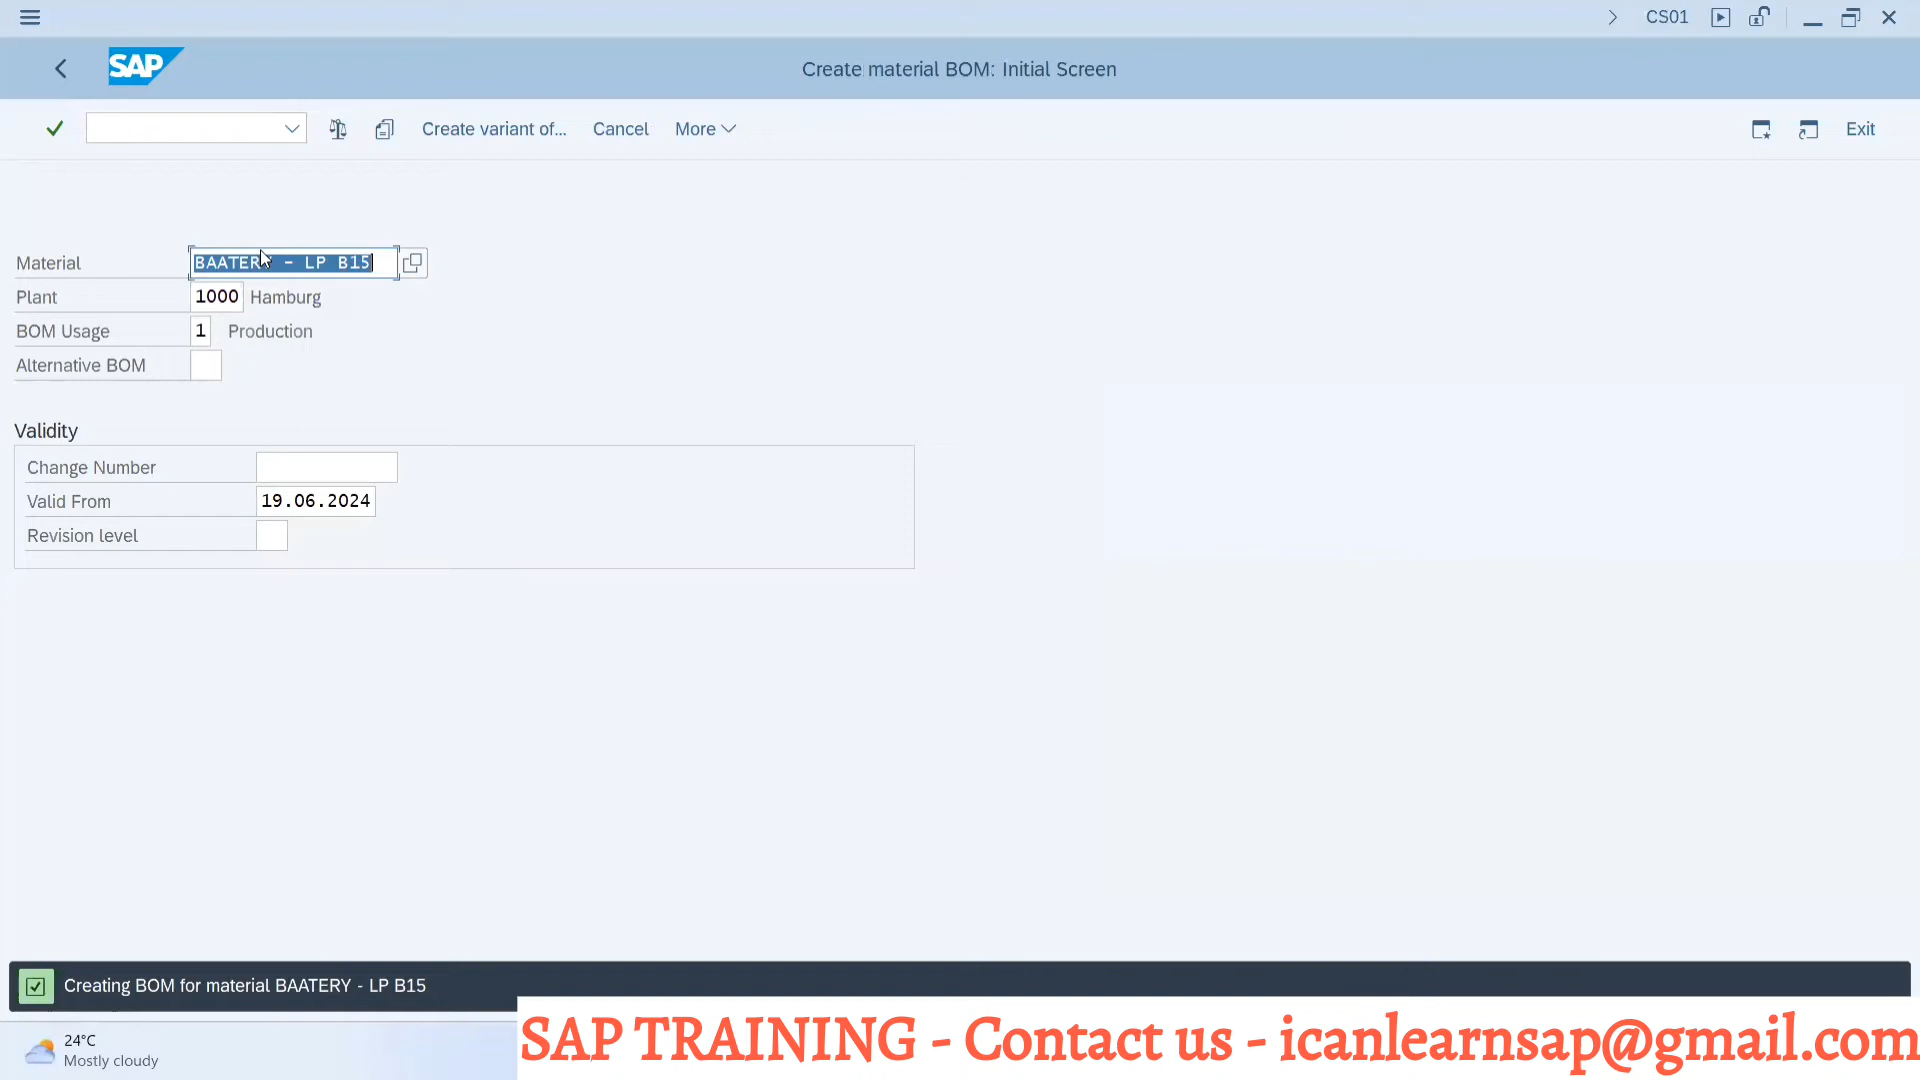 CS01
SAP
Create material BOM: Initial Screen
Create variant of... Cancel More Exit
Material BAATERY - LP B15
Plant 1000 Hamburg
BOM Usage 1 Production
Alternative BOM
Validity
Change Number
Valid From 19.06.2024
Revision level
Creating BOM for material BAATERY - LP B15
24°C
Mostly cloudy
SAP TRAINING - Contact us - icanlearnsap@gmail.com